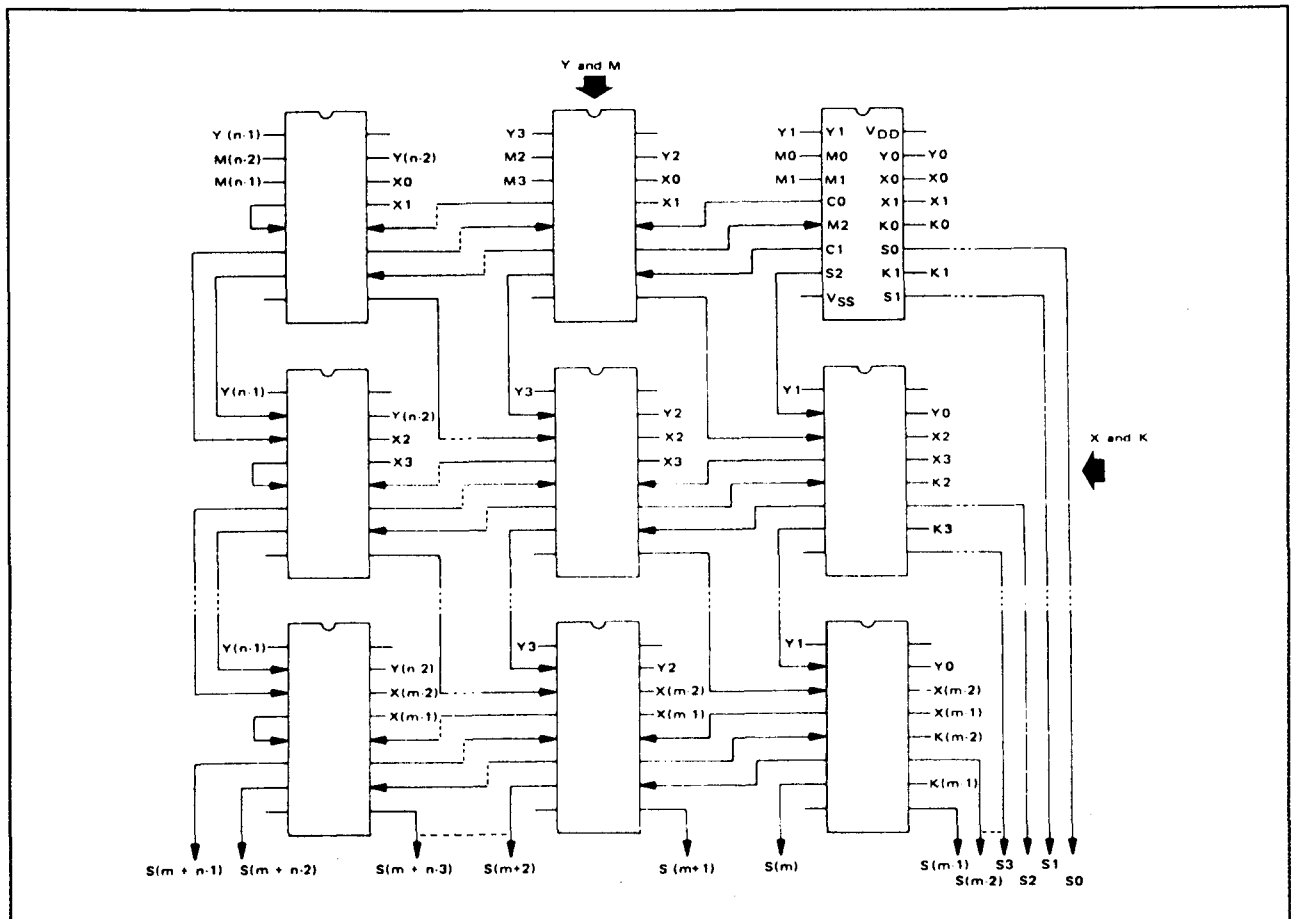 Y and M
Y(n-1)
M(n-2)
M(n-1)
Y(n-2)
X0
X1
Y3
M2
M3
Y2
X0
X1
Y1
M0
M1
Y1
M0
M1
C0
M2
C1
S2
VSS
VDD
Y0
X0
X1
K0
S0
K1
S1
Y0
X0
X1
K0
K1
Y(n-1)
Y(n-2)
X2
X3
Y3
Y2
X2
X3
Y1
Y0
X2
X3
K2
K3
X and K
Y(n-1)
Y(n-2)
X(m-2)
X(m-1)
Y3
Y2
X(m-2)
X(m-1)
Y1
Y0
X(m-2)
X(m-1)
K(m-2)
K(m-1)
S(m + n-1)
S(m + n-2)
S(m + n-3)
S(m+2)
S (m+1)
S(m)
S(m-1)
S(m-2)
S3
S2
S1
S0